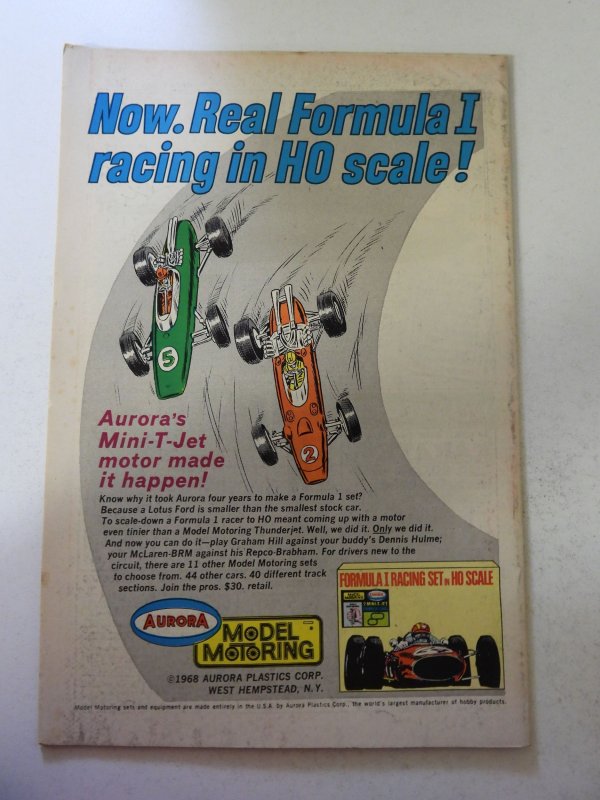 Now. Real Formula I
racing in HO scale!
5
2
Aurora's
Mini-T-Jet
motor made
it happen!
Know why it took Aurora four years to make a Formula 1 set?
Because a Lotus Ford is smaller than the smallest stock car.
To scale-down a Formula 1 racer to HO meant coming up with a motor
even tinier than a Model Motoring Thunderjet. Well, we did it. Only we did it.
And now you can do it—play Graham Hill against your buddy's Dennis Hulme;
your McLaren-BRM against his Repco-Brabham. For drivers new to the
circuit, there are 11 other Model Motoring sets
to choose from. 44 other cars. 40 different track
sections. Join the pros. $30. retail.
FORMULA I RACING SET IN HO SCALE
AURORA
MODEL
MOTORING
©1968 AURORA PLASTICS CORP.
WEST HEMPSTEAD, N.Y.
Model Motoring sets and equipment are made entirely in the U.S.A. by Aurora Plastics Corp., the world's largest manufacturer of hobby products.